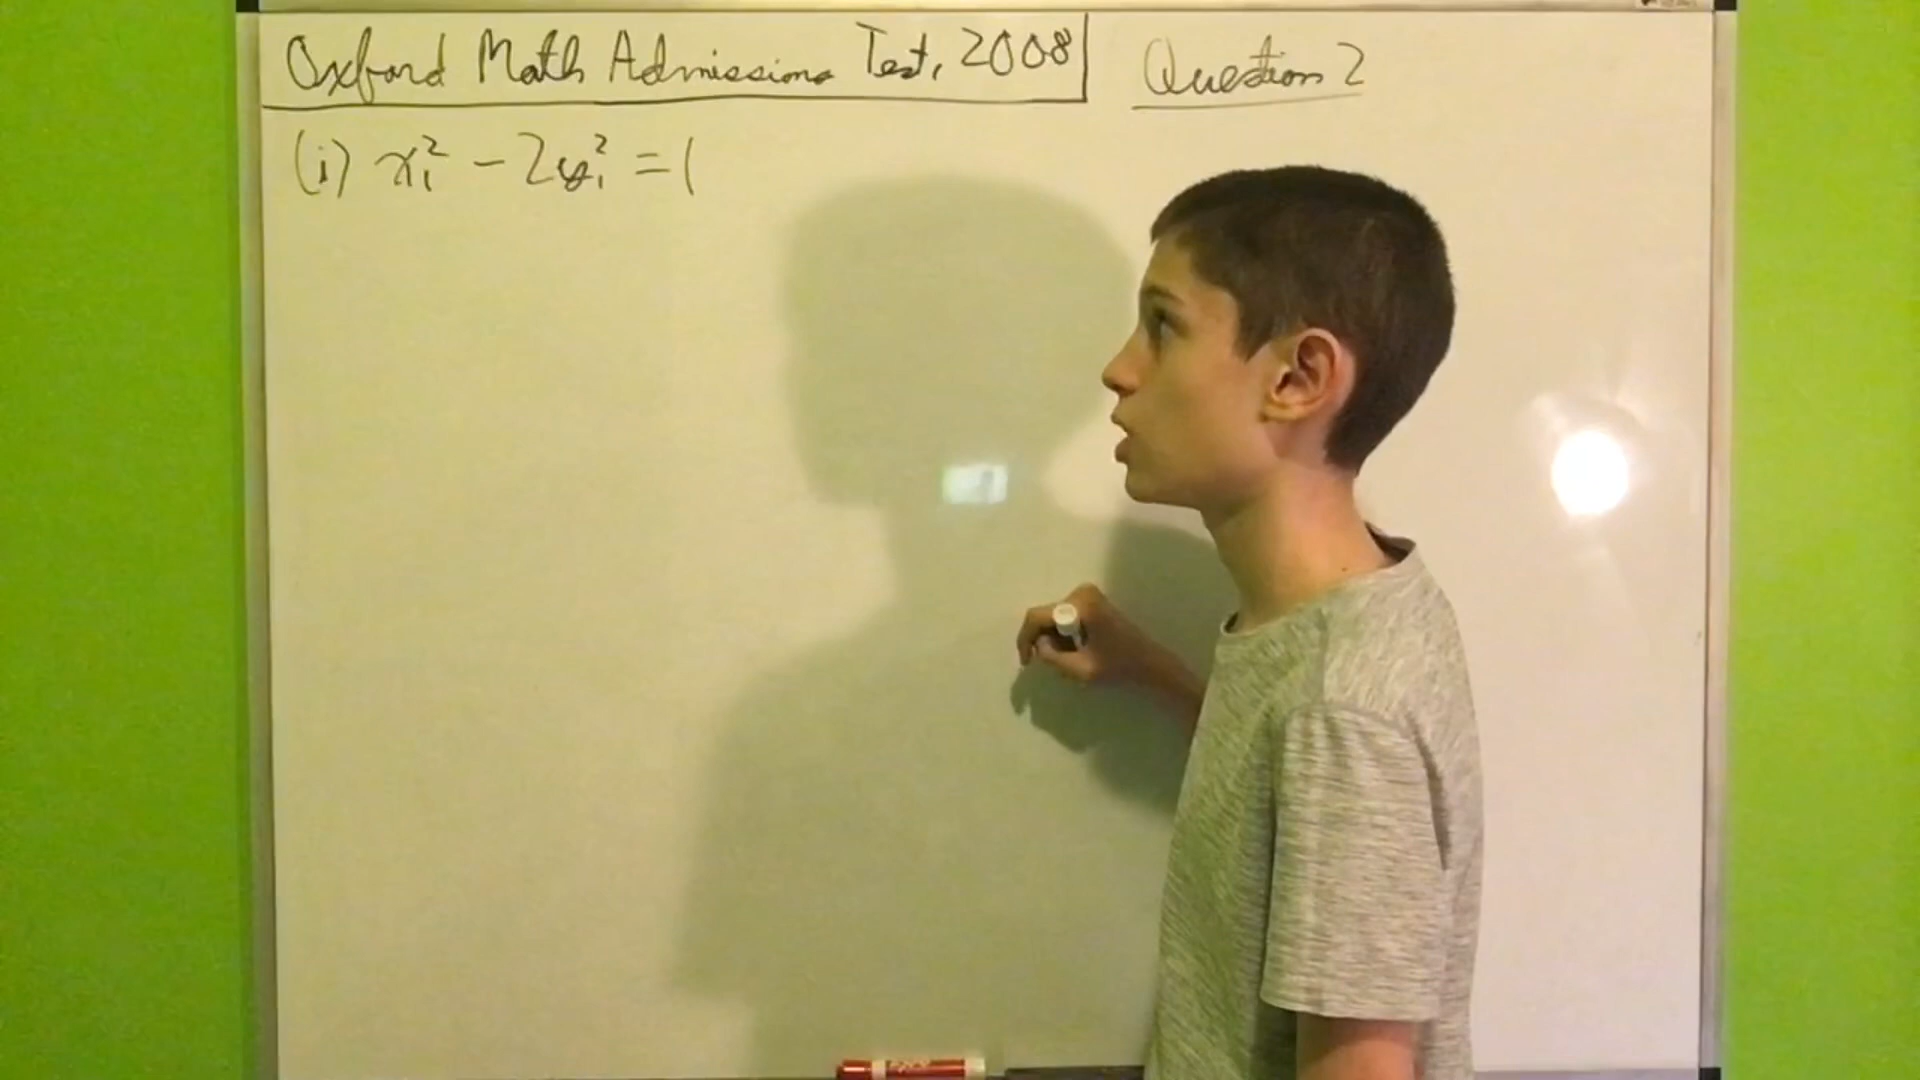 Oxford Math Admissions Test, 2008
Question 2
(i) x₁² - 2y₁² = 1